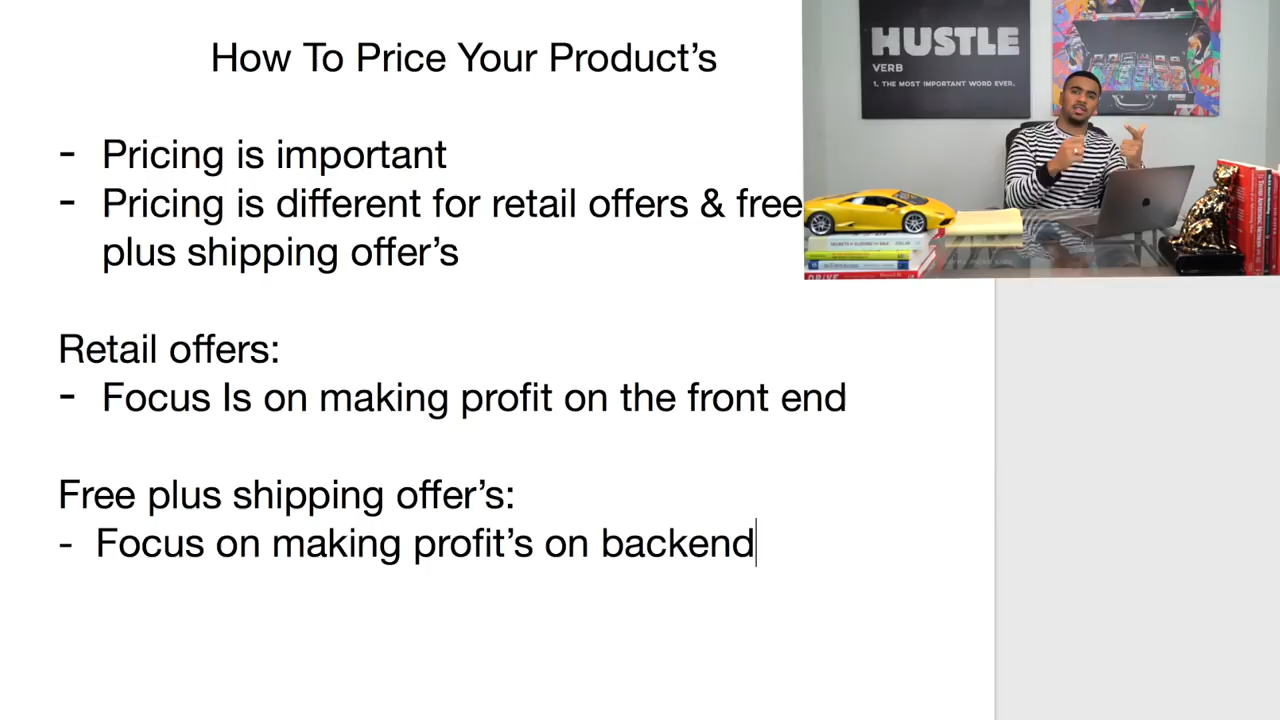 How To Price Your Product's
- Pricing is important
- Pricing is different for retail offers & free
plus shipping offer's
Retail offers:
- Focus Is on making profit on the front end
Free plus shipping offer's:
- Focus on making profit's on backend
HUSTLE
VERB
1. THE MOST IMPORTANT WORD EVER.
DRIVE